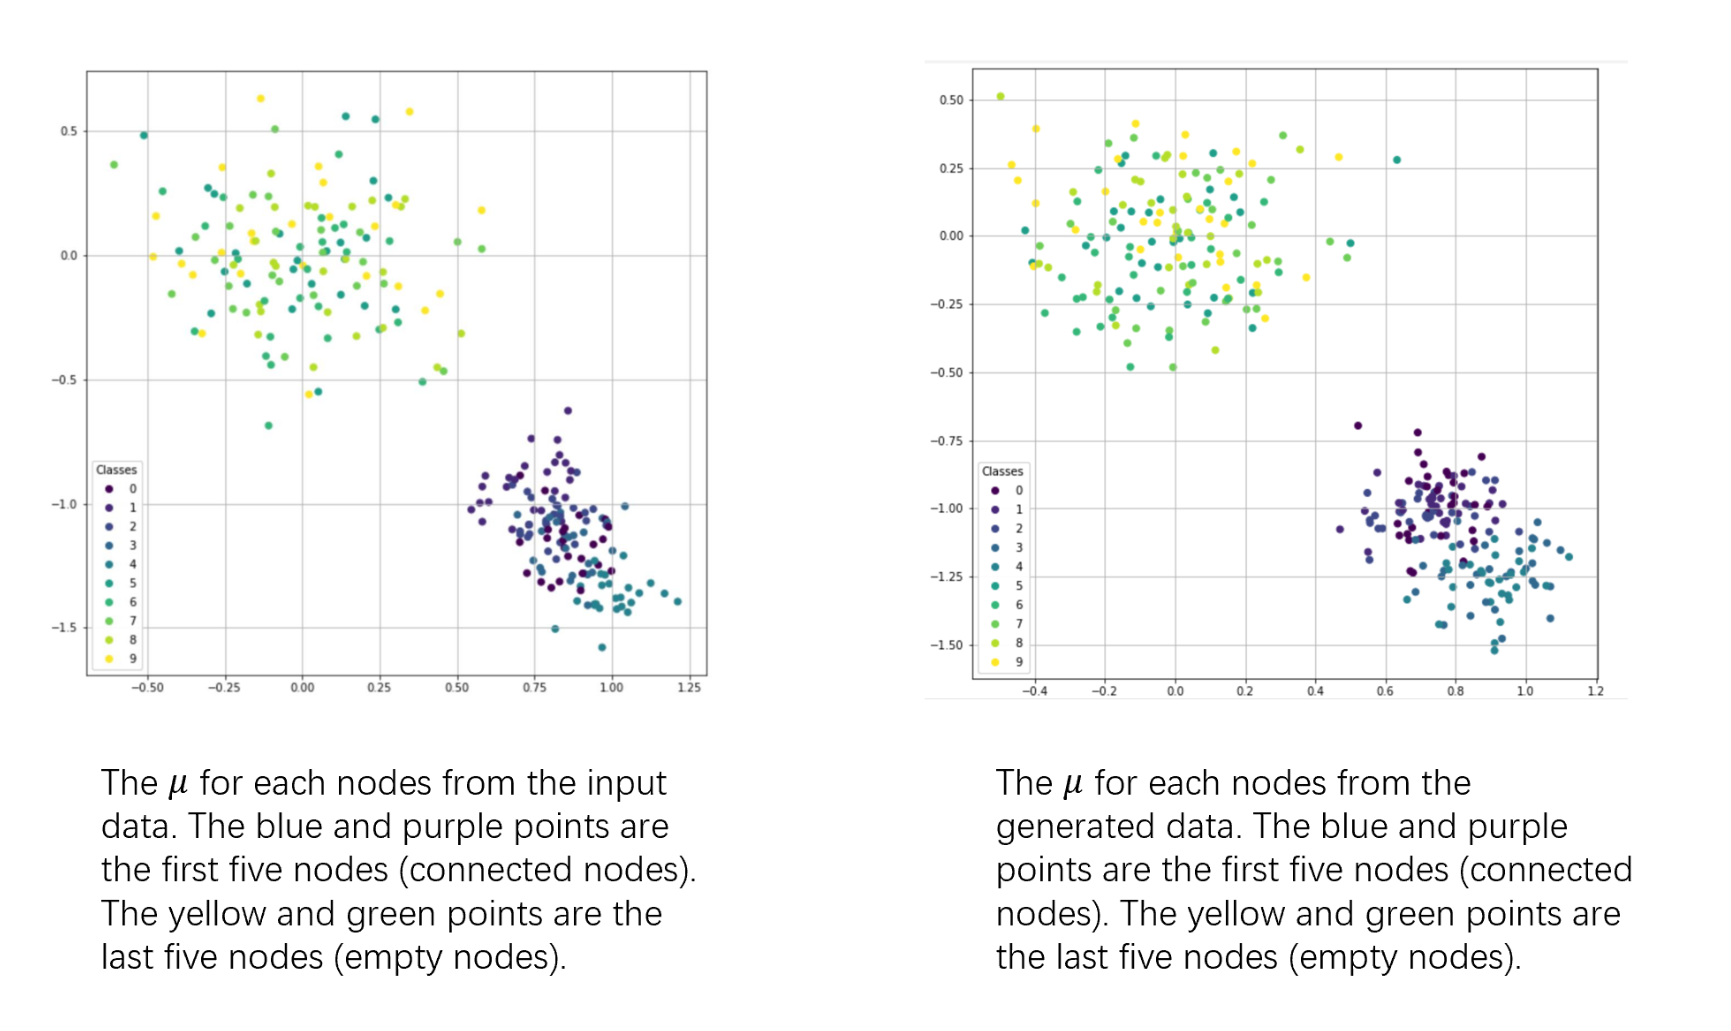 0.5
0.0
−0.5
−1.0
−1.5
Classes
0
1
2
3
4
5
6
7
8
9
−0.50 −0.25 0.00 0.25 0.50 0.75 1.00 1.25
The μ for each nodes from the input
data. The blue and purple points are
the first five nodes (connected nodes).
The yellow and green points are the
last five nodes (empty nodes).
0.50
0.25
0.00
−0.25
−0.50
−0.75
−1.00
−1.25
−1.50
Classes
0
1
2
3
4
5
6
7
8
9
−0.4 −0.2 0.0 0.2 0.4 0.6 0.8 1.0 1.2
The μ for each nodes from the
generated data. The blue and purple
points are the first five nodes (connected
nodes). The yellow and green points are
the last five nodes (empty nodes).